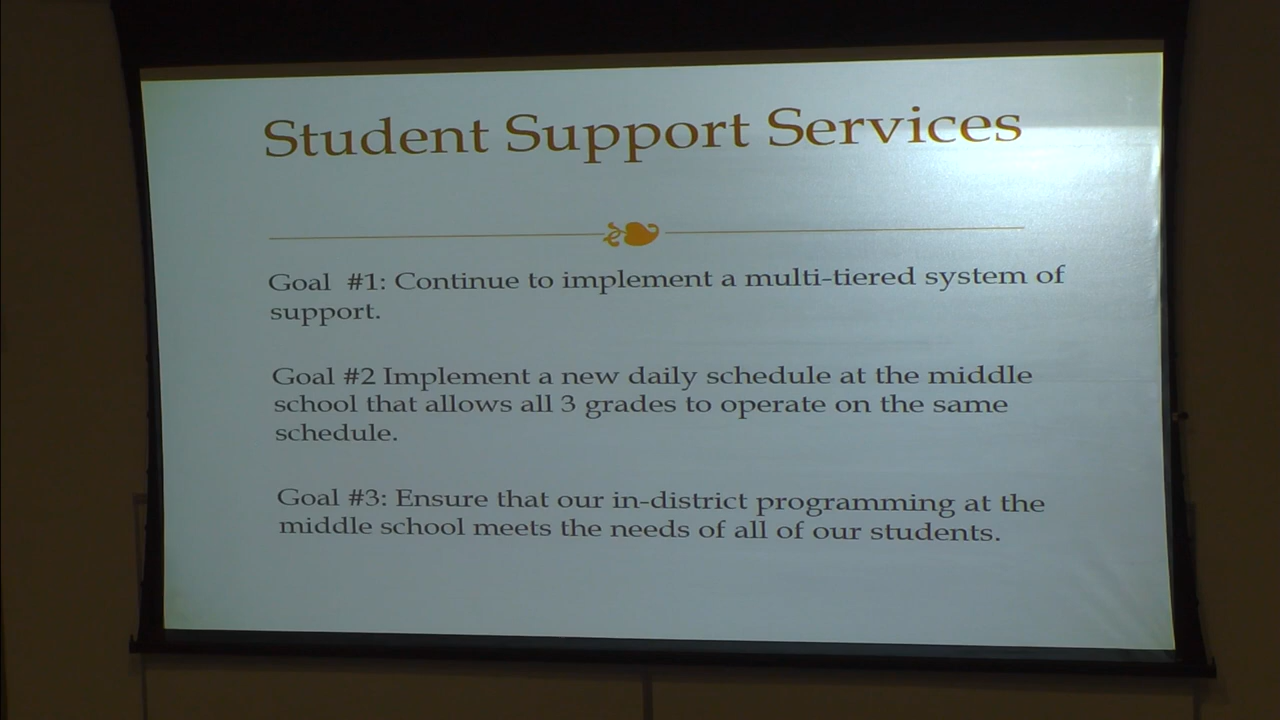 Student Support Services
Goal  #1: Continue to implement a multi-tiered system of
support.
Goal #2 Implement a new daily schedule at the middle
school that allows all 3 grades to operate on the same
schedule.
Goal #3: Ensure that our in-district programming at the
middle school meets the needs of all of our students.